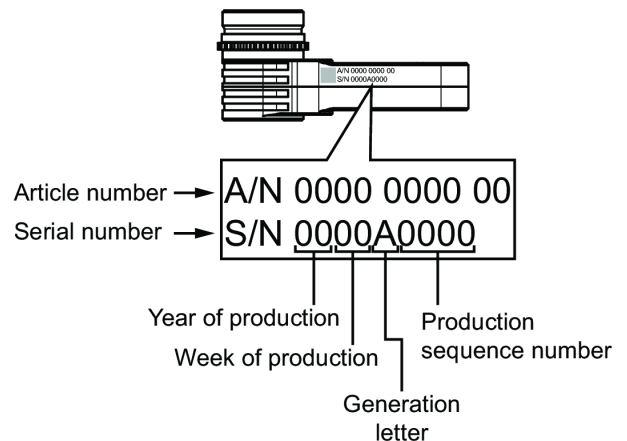 A/N 0000 0000 00
S/N 0000A0000
Article number
A/N 0000 0000 00
Serial number
S/N 0000A0000
Year of production
Week of production
Generation
letter
Production
sequence number